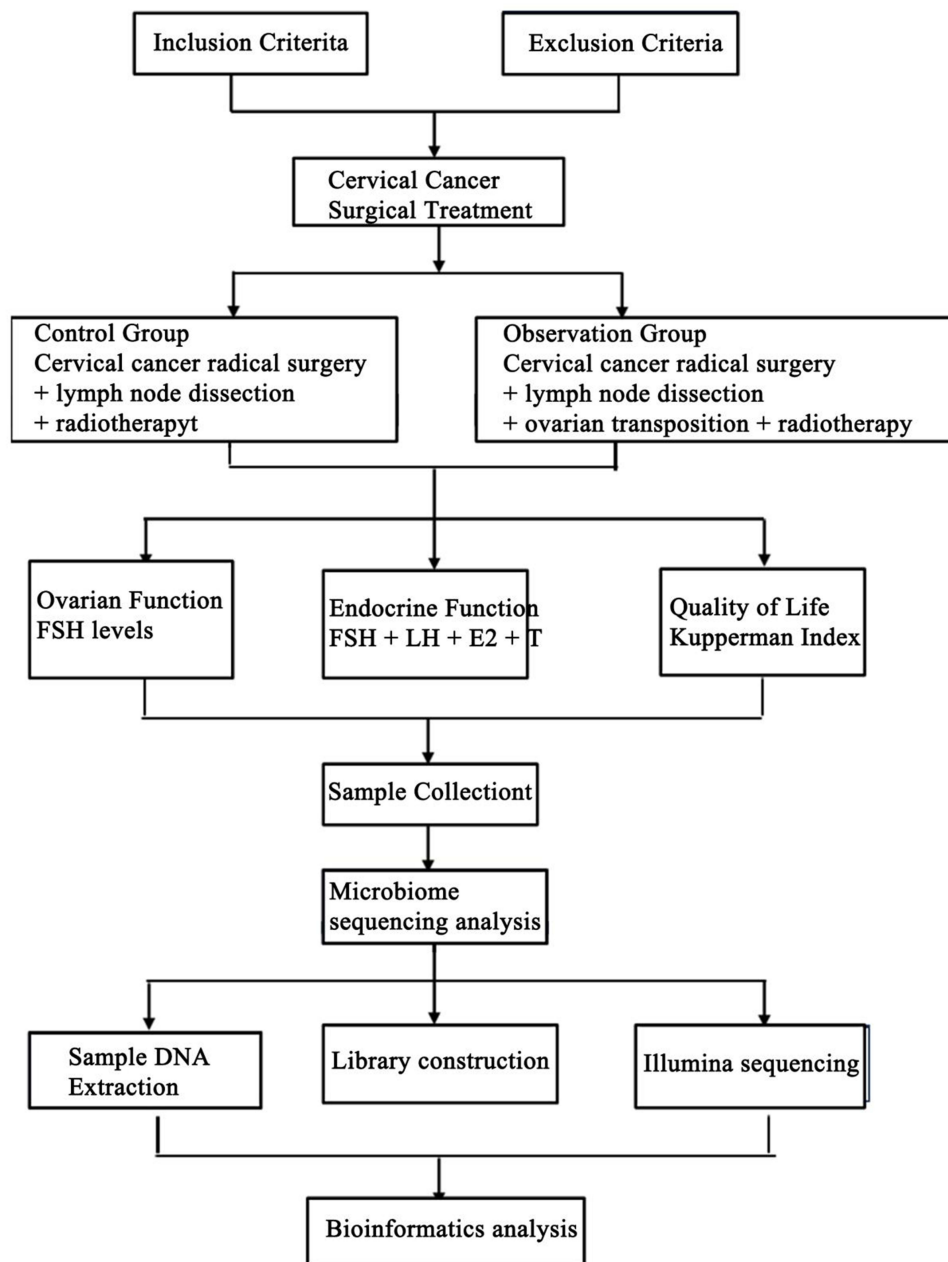 Inclusion Criterita
Exclusion Criteria
Cervical Cancer
Surgical Treatment
Control Group
Cervical cancer radical surgery
+ lymph node dissection
+ radiotherapyt
Observation Group
Cervical cancer radical surgery
+ lymph node dissection
+ ovarian transposition + radiotherapy
Ovarian Function
FSH levels
Endocrine Function
FSH + LH + E2 + T
Quality of Life
Kupperman Index
Sample Collectiont
Microbiome
sequencing analysis
Sample DNA
Extraction
Library construction
Illumina sequencing
Bioinformatics analysis